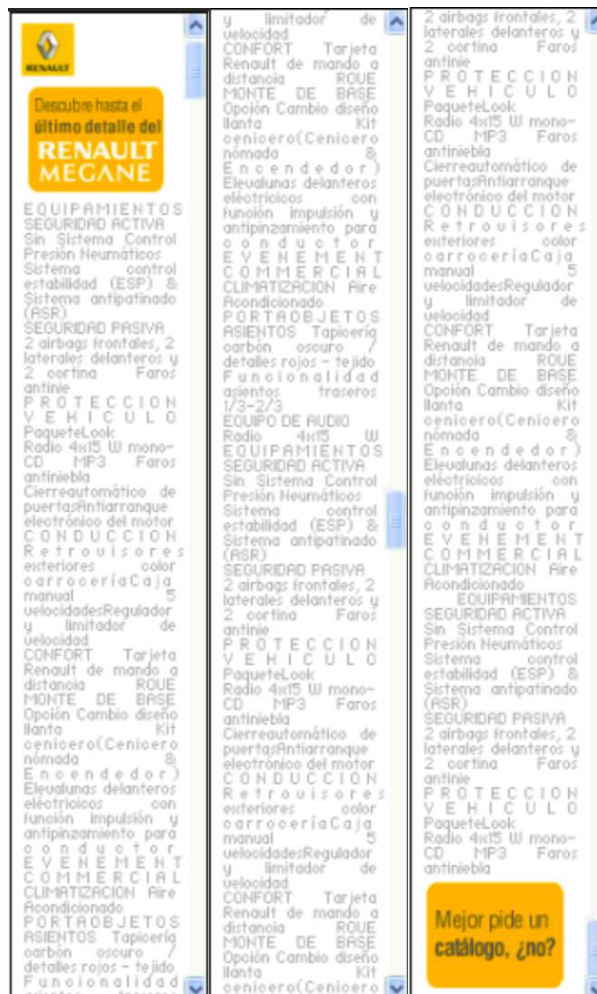 RENAULT
Descubre hasta el
último detalle del
RENAULT
MEGANE
EQUIPAMIENTOS
SEGURIDAD ACTIVA
Sin Sistema Control
Presión Neumáticos
Sistema control
estabilidad (ESP) &
Sistema antipatinado
(ASR)
SEGURIDAD PASIVA
2 airbags frontales, 2
laterales delanteros y
2 cortina Faros
antinie
PROTECCION
VEHICULO
PaqueteLook
Radio 4x15 W mono-
CD MP3 Faros
antiniebla
Cierreautomático de
puertasAntiarranque
electrónico del motor
CONDUCCION
Retrovisores
exteriores color
carroceríaCaja
manual 5
velocidadesRegulador
y limitador de
velocidad
CONFORT Tarjeta
Renault de mando a
distancia ROUE
MONTE DE BASE
Opción Cambio diseño
llanta Kit
cenicero(Cenicero
nómada &
Encendedor)
Elevalunas delanteros
eléctricicos con
función impulsión y
antipinzamiento para
conductor
EVENEMENT
COMMERCIAL
CLIMATIZACION Aire
Acondicionado
PORTAOBJETOS
ASIENTOS Tapicería
carbón oscuro /
detalles rojos - tejido
Funcionalidad
asientos traseros
y limitador de
velocidad
CONFORT Tarjeta
Renault de mando a
distancia ROUE
MONTE DE BASE
Opción Cambio diseño
llanta Kit
cenicero(Cenicero
nómada &
Encendedor)
Elevalunas delanteros
eléctricicos con
función impulsión y
antipinzamiento para
conductor
EVENEMENT
COMMERCIAL
CLIMATIZACION Aire
Acondicionado
PORTAOBJETOS
ASIENTOS Tapicería
carbón oscuro /
detalles rojos - tejido
Funcionalidad
asientos traseros
1/3-2/3
EQUIPO DE AUDIO
Radio 4x15 W
EQUIPAMIENTOS
SEGURIDAD ACTIVA
Sin Sistema Control
Presión Neumáticos
Sistema control
estabilidad (ESP) &
Sistema antipatinado
(ASR)
SEGURIDAD PASIVA
2 airbags frontales, 2
laterales delanteros y
2 cortina Faros
antinie
PROTECCION
VEHICULO
PaqueteLook
Radio 4x15 W mono-
CD MP3 Faros
antiniebla
Cierreautomático de
puertasAntiarranque
electrónico del motor
CONDUCCION
Retrovisores
exteriores color
carroceríaCaja
manual 5
velocidadesRegulador
y limitador de
velocidad
CONFORT Tarjeta
Renault de mando a
distancia ROUE
MONTE DE BASE
Opción Cambio diseño
llanta Kit
cenicero(Cenicero
2 airbags frontales, 2
laterales delanteros y
2 cortina Faros
antinie
PROTECCION
VEHICULO
PaqueteLook
Radio 4x15 W mono-
CD MP3 Faros
antiniebla
Cierreautomático de
puertasAntiarranque
electrónico del motor
CONDUCCION
Retrovisores
exteriores color
carroceríaCaja
manual 5
velocidadesRegulador
y limitador de
velocidad
CONFORT Tarjeta
Renault de mando a
distancia ROUE
MONTE DE BASE
Opción Cambio diseño
llanta Kit
cenicero(Cenicero
nómada &
Encendedor)
Elevalunas delanteros
eléctricicos con
función impulsión y
antipinzamiento para
conductor
EVENEMENT
COMMERCIAL
CLIMATIZACION Aire
Acondicionado
EQUIPAMIENTOS
SEGURIDAD ACTIVA
Sin Sistema Control
Presión Neumáticos
Sistema control
estabilidad (ESP) &
Sistema antipatinado
(ASR)
SEGURIDAD PASIVA
2 airbags frontales, 2
laterales delanteros y
2 cortina Faros
antinie
PROTECCION
VEHICULO
PaqueteLook
Radio 4x15 W mono-
CD MP3 Faros
antiniebla
Mejor pide un
catálogo, ¿no?